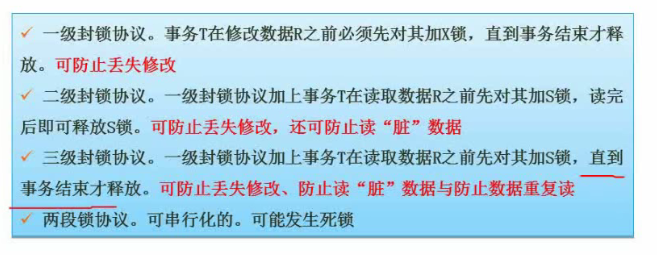 ✓ 一级封锁协议。事务T在修改数据R之前必须先对其加X锁，直到事务结束才释
放。可防止丢失修改
✓ 二级封锁协议。一级封锁协议加上事务T在读取数据R之前先对其加S锁，读完
后即可释放S锁。可防止丢失修改，还可防止读“脏”数据
✓ 三级封锁协议。一级封锁协议加上事务T在读取数据R之前先对其加S锁，直到
事务结束才释放。可防止丢失修改、防止读“脏”数据与防止数据重复读
✓ 两段锁协议。可串行化的。可能发生死锁